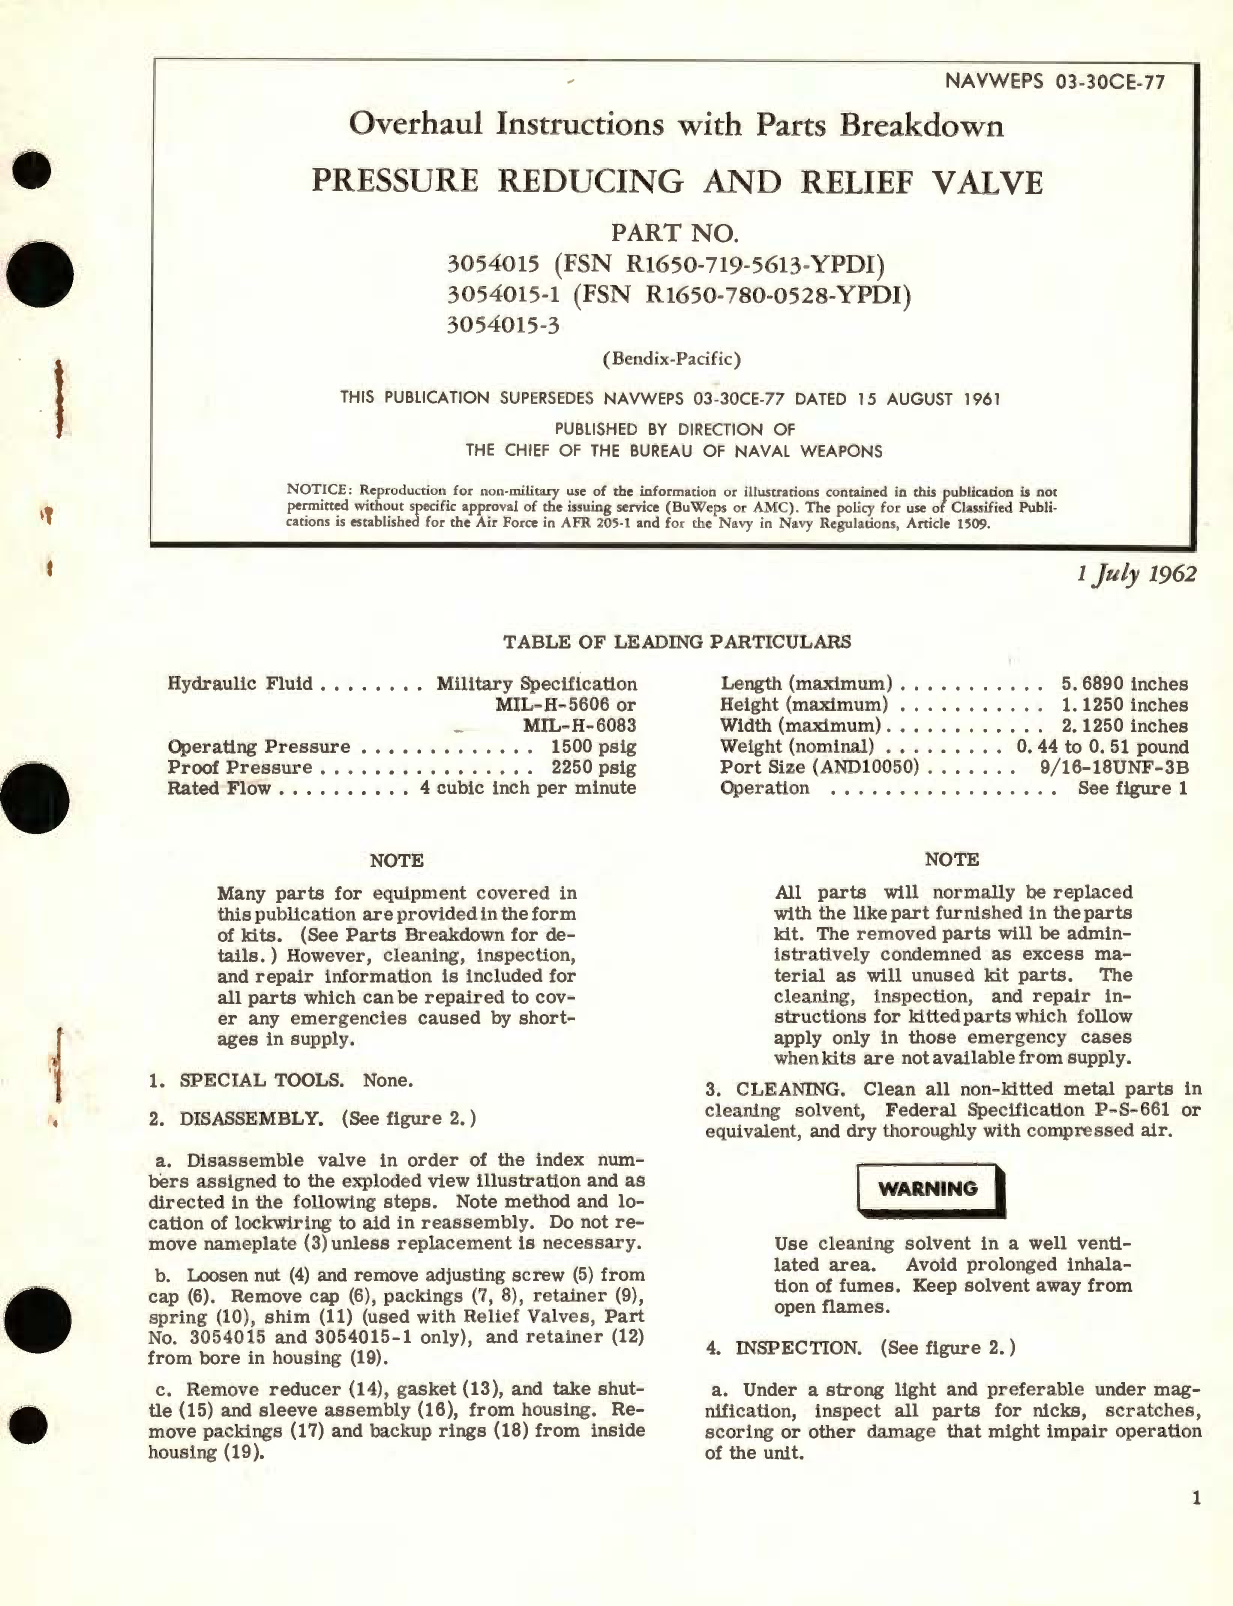 NAVWEPS 03-30CE-77
Overhaul Instructions with Parts Breakdown
PRESSURE REDUCING AND RELIEF VALVE
PART NO.
3054015 (FSN R1650-719-5613-YPDI)
3054015-1 (FSN R1650-780-0528-YPDI)
3054015-3
(Bendix-Pacific)
THIS PUBLICATION SUPERSEDES NAVWEPS 03-30CE-77 DATED 15 AUGUST 1961
PUBLISHED BY DIRECTION OF
THE CHIEF OF THE BUREAU OF NAVAL WEAPONS
NOTICE: Reproduction for non-military use of the information or illustrations contained in this publication is not
permitted without specific approval of the issuing service (BuWeps or AMC). The policy for use of Classified Publi-
cations is established for the Air Force in AFR 205-1 and for the Navy in Navy Regulations, Article 1509.
1 July 1962
TABLE OF LEADING PARTICULARS
Hydraulic Fluid . . . . . . . . Military Specification
MIL-H-5606 or
MIL-H-6083
Operating Pressure . . . . . . . . . . . . . 1500 psig
Proof Pressure . . . . . . . . . . . . . . . . 2250 psig
Rated Flow . . . . . . . . . . 4 cubic inch per minute
Length (maximum) . . . . . . . . . . . 5.6890 inches
Height (maximum) . . . . . . . . . . . 1.1250 inches
Width (maximum) . . . . . . . . . . . . 2.1250 inches
Weight (nominal) . . . . . . . . . 0.44 to 0.51 pound
Port Size (AND10050) . . . . . . . 9/16-18UNF-3B
Operation . . . . . . . . . . . . . . . . . See figure 1
NOTE
Many parts for equipment covered in
this publication are provided in the form
of kits. (See Parts Breakdown for de-
tails.) However, cleaning, inspection,
and repair information is included for
all parts which can be repaired to cov-
er any emergencies caused by short-
ages in supply.
1. SPECIAL TOOLS. None.
2. DISASSEMBLY. (See figure 2.)
a. Disassemble valve in order of the index num-
bers assigned to the exploded view illustration and as
directed in the following steps. Note method and lo-
cation of lockwiring to aid in reassembly. Do not re-
move nameplate (3) unless replacement is necessary.
b. Loosen nut (4) and remove adjusting screw (5) from
cap (6). Remove cap (6), packings (7, 8), retainer (9),
spring (10), shim (11) (used with Relief Valves, Part
No. 3054015 and 3054015-1 only), and retainer (12)
from bore in housing (19).
c. Remove reducer (14), gasket (13), and take shut-
tle (15) and sleeve assembly (16), from housing. Re-
move packings (17) and backup rings (18) from inside
housing (19).
NOTE
All parts will normally be replaced
with the like part furnished in the parts
kit. The removed parts will be admin-
istratively condemned as excess ma-
terial as will unused kit parts. The
cleaning, inspection, and repair in-
structions for kitted parts which follow
apply only in those emergency cases
when kits are not available from supply.
3. CLEANING. Clean all non-kitted metal parts in
cleaning solvent, Federal Specification P-S-661 or
equivalent, and dry thoroughly with compressed air.
WARNING
Use cleaning solvent in a well venti-
lated area. Avoid prolonged inhala-
tion of fumes. Keep solvent away from
open flames.
4. INSPECTION. (See figure 2.)
a. Under a strong light and preferable under mag-
nification, inspect all parts for nicks, scratches,
scoring or other damage that might impair operation
of the unit.
1